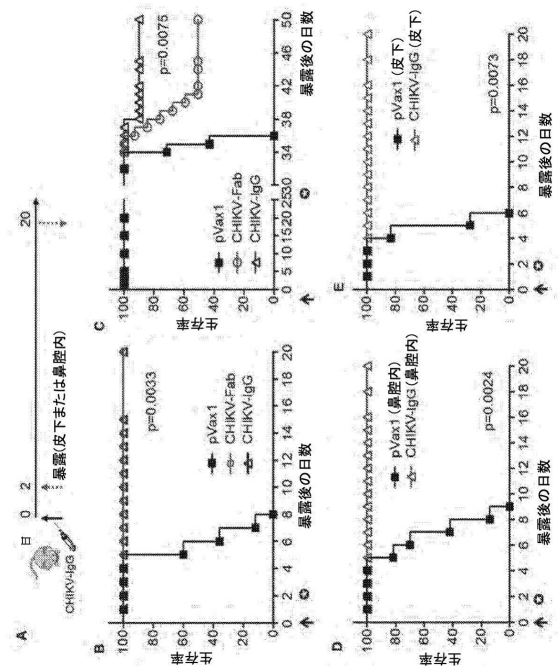 A
日
0
2
20
CHIKV-IgG
暴露(皮下または鼻腔内)
B
生存率
100
80
60
40
20
0
p=0.0033
pVax1
CHIKV-Fab
CHIKV-IgG
0 2 4 6 8 10 12 14 16 18 20
暴露後の日数
C
生存率
100
80
60
40
20
0
p=0.0075
pVax1
CHIKV-Fab
CHIKV-IgG
0 5 10 15 20 25 30 34 38 42 46 50
暴露後の日数
D
生存率
100
80
60
40
20
0
pVax1 (鼻腔内)
CHIKV-IgG (鼻腔内)
p=0.0024
0 2 4 6 8 10 12 14 16 18 20
暴露後の日数
E
生存率
100
80
60
40
20
0
pVax1 (皮下)
CHIKV-IgG (皮下)
p=0.0073
0 2 4 6 8 10 12 14 16 18 20
暴露後の日数